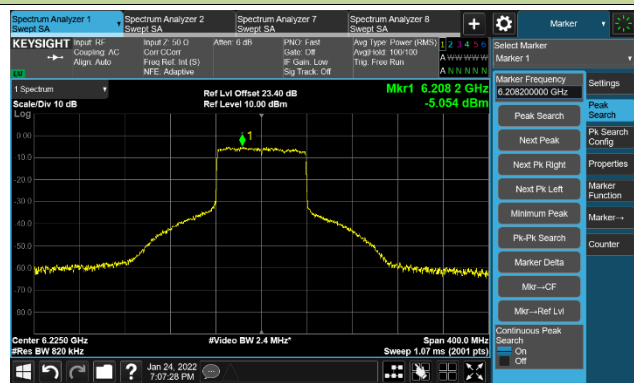 Spectrum Analyzer 1
Swept SA
Spectrum Analyzer 2
Swept SA
Spectrum Analyzer 7
Swept SA
Spectrum Analyzer 8
Swept SA
Marker
KEYSIGHT
Input: RF
Coupling: AC
Align: Auto
Input Z: 50 Ω
Corr CCorr
Freq Ref: Int (S)
NFE: Adaptive
Atten: 6 dB
PNO: Fast
Gate: Off
IF Gain: Low
Sig Track: Off
Avg Type: Power (RMS)
Avg|Hold: 100/100
Trig: Free Run
1 2 3 4 5 6
A W W W W W
A N N N N N
Select Marker
Marker 1
LXI
1 Spectrum
Scale/Div 10 dB
Log
Ref Lvl Offset 23.40 dB
Ref Level 10.00 dBm
Mkr1 6.208 2 GHz
-5.054 dBm
0.00
-10.0
-20.0
-30.0
-40.0
-50.0
-60.0
-70.0
-80.0
1
Center 6.2250 GHz
#Res BW 820 kHz
#Video BW 2.4 MHz*
Span 400.0 MHz
Sweep 1.07 ms (2001 pts)
Marker Frequency
6.208200000 GHz
Peak Search
Next Peak
Next Pk Right
Next Pk Left
Minimum Peak
Pk-Pk Search
Marker Delta
Mkr→CF
Mkr→Ref Lvl
Continuous Peak
Search
On
Off
Settings
Peak
Search
Pk Search
Config
Properties
Marker
Function
Marker→
Counter
?
Jan 24, 2022
7:07:28 PM